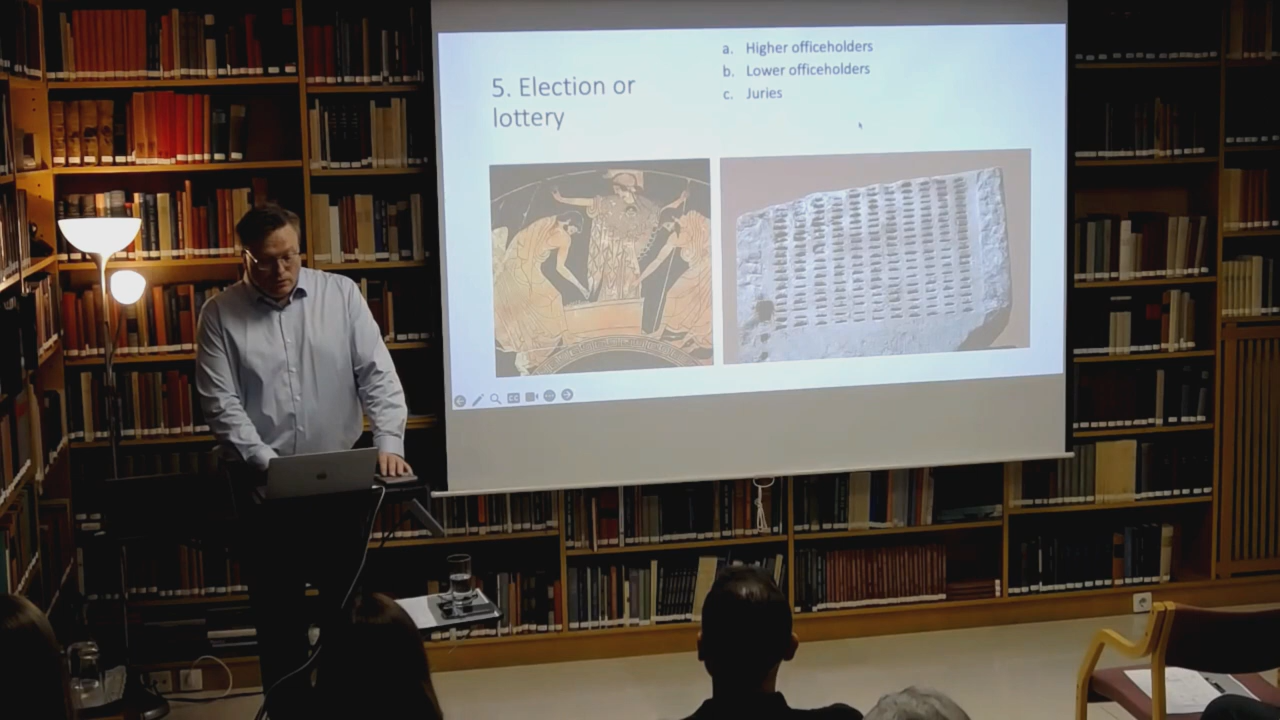 5. Election or
lottery
a. Higher officeholders
b. Lower officeholders
c. Juries